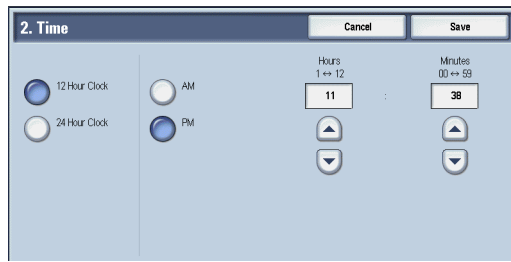 2. Time
Cancel
Save
12 Hour Clock
24 Hour Clock
AM
PM
Hours
1 ↔ 12
11
:
Minutes
00 ↔ 59
38